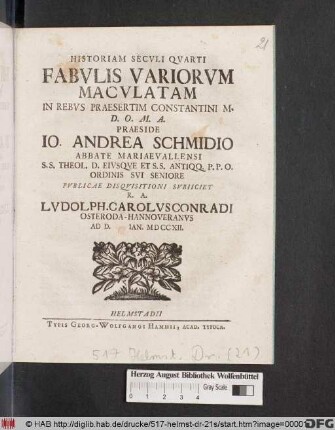 21
HISTORIAM SECULI QVARTI
FABVLIS VARIORVM
MACVLATAM
IN REBVS PRAESERTIM CONSTANTINI M.
D. O. M. A.
PRAESIDE
IO. ANDREA SCHMIDIO
ABBATE MARIAEVALLENSI
S.S. THEOL. D. EIVSQVE ET S.S. ANTIQQ. P.P.O.
ORDINIS SVI SENIORE
PVBLICAE DISQVISITIONI SVBIICIET
R. A.
LVDOLPH. CAROLVS CONRADI
OSTERODA-HANNOVERANVS
AD D. IAN. MDCCXII.
HELMSTADII
TYPIS GEORG-WOLFGANGI HAMMII, ACAD. TYPOGR.
517 Helmst. Dr. (21)
Herzog August Bibliothek Wolfenbüttel
0 1 2 3 4 Gray Scale
© HAB http://diglib.hab.de/drucke/517-helmst-dr-21s/start.htm?image=00001
DFG